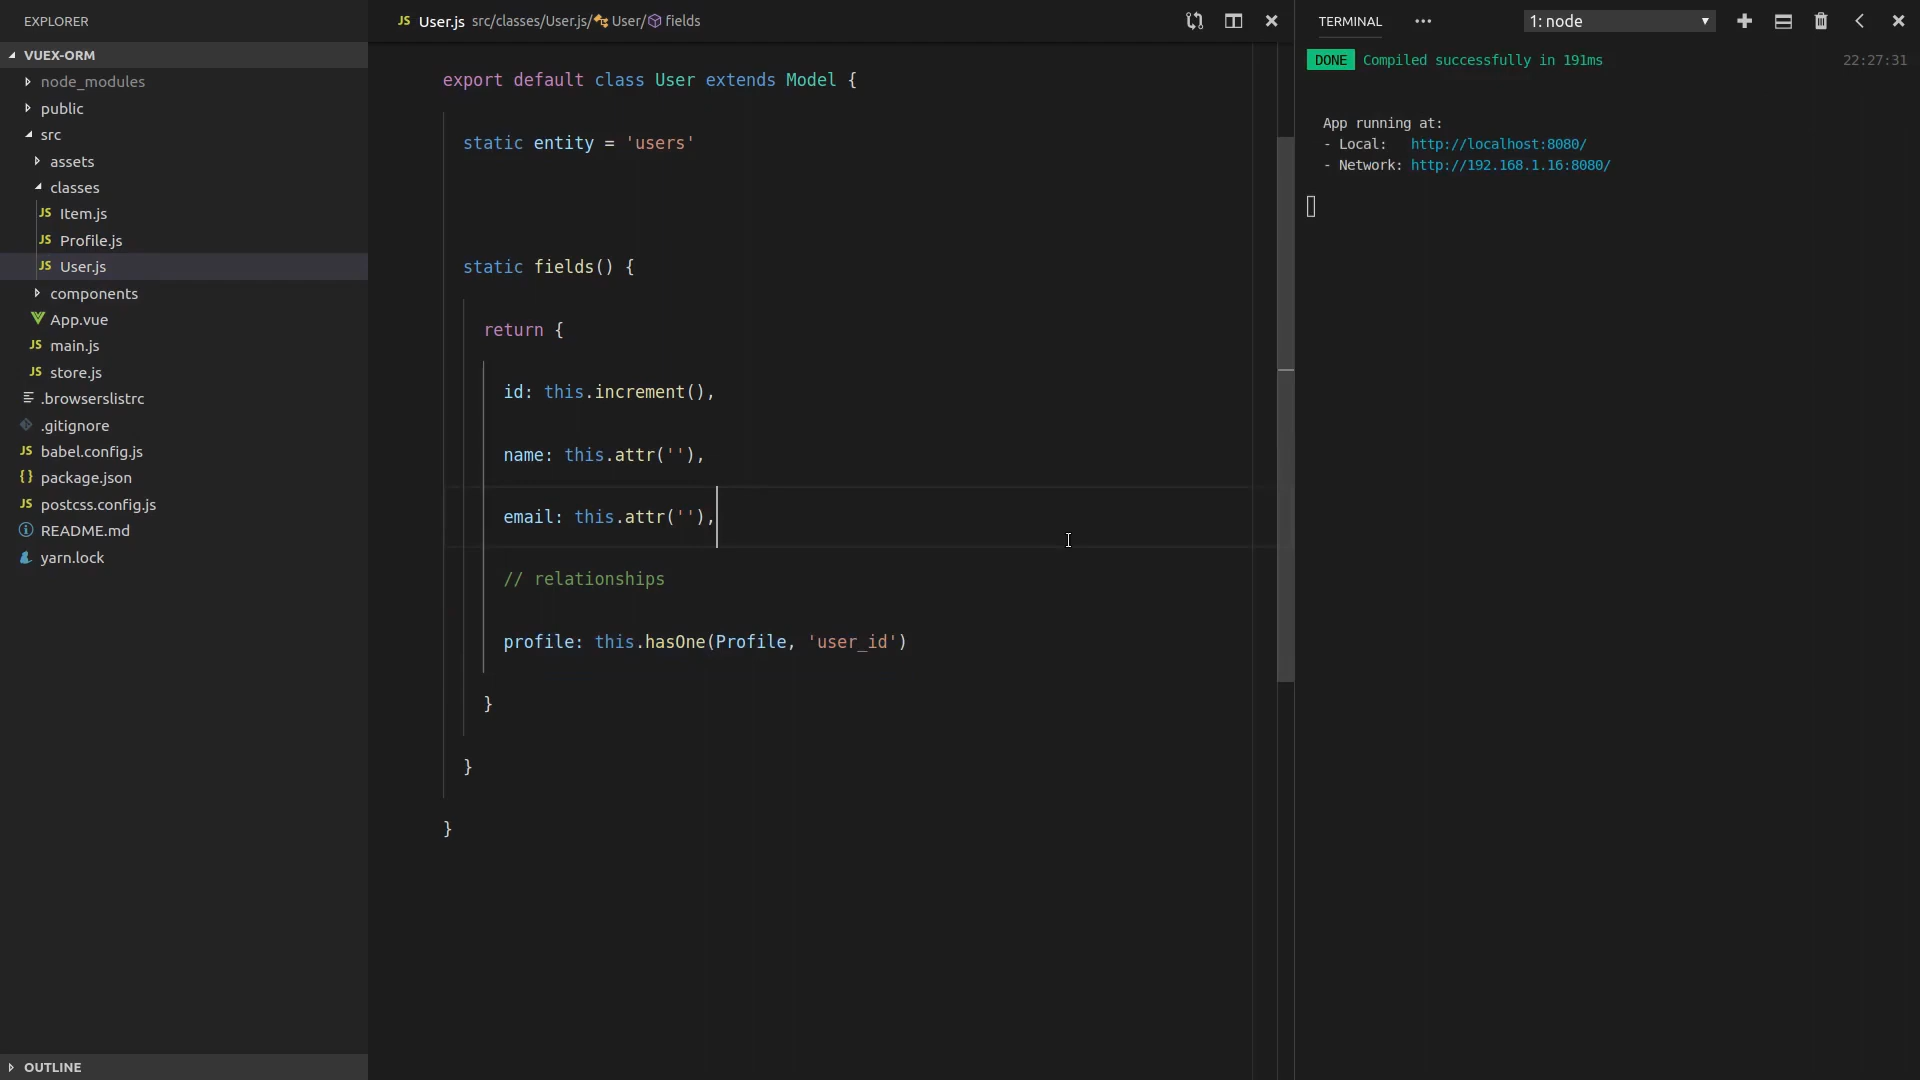 EXPLORER
VUEX-ORM
node_modules
public
src
assets
classes
JS Item.js
JS Profile.js
JS User.js
components
App.vue
JS main.js
JS store.js
.browserslistrc
.gitignore
JS babel.config.js
{} package.json
JS postcss.config.js
README.md
yarn.lock
OUTLINE
JS User.js src/classes/User.js/ User/ fields
export default class User extends Model {
static entity = 'users'
static fields() {
return {
id: this.increment(),
name: this.attr(''),
email: this.attr(''),
// relationships
profile: this.hasOne(Profile, 'user_id')
}
}
}
TERMINAL ••• 1: node
DONE Compiled successfully in 191ms 22:27:31
App running at:
- Local: http://localhost:8080/
- Network: http://192.168.1.16:8080/